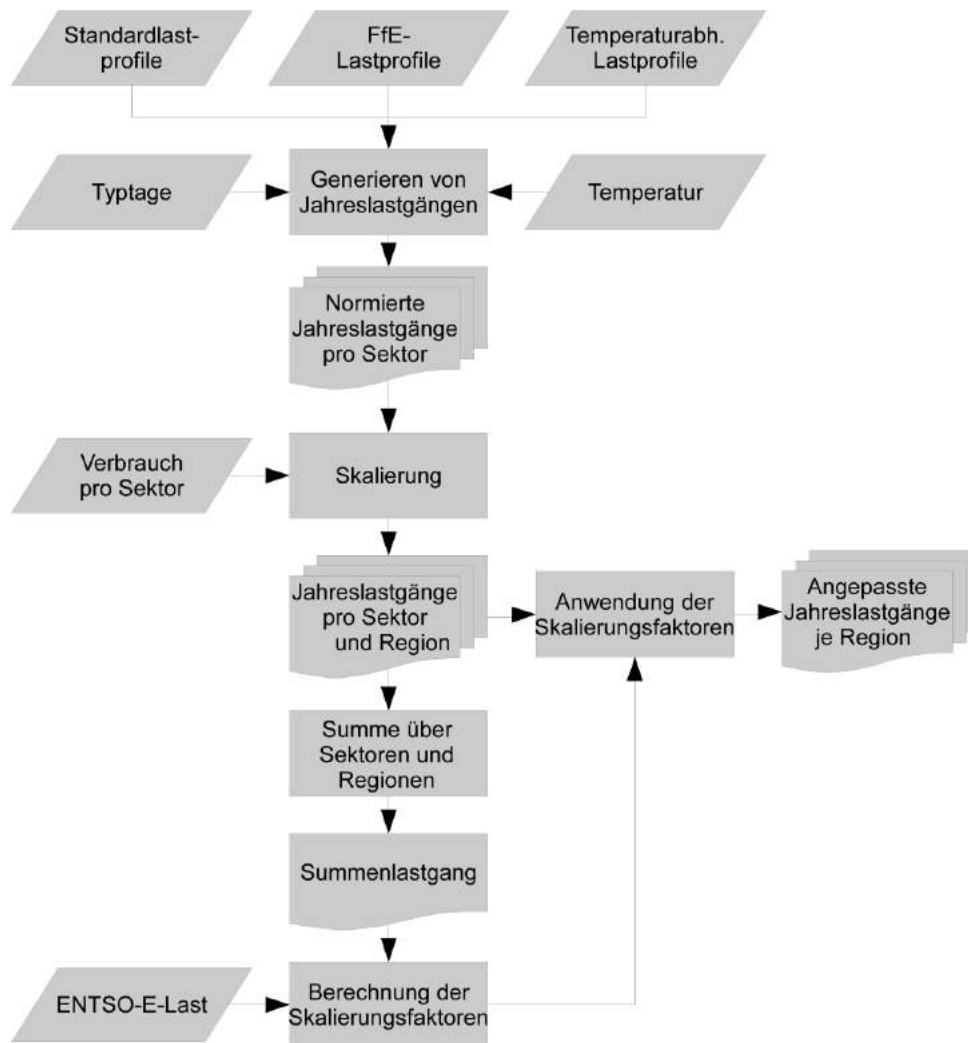 Standardlast-
profile
FfE-
Lastprofile
Temperaturabh.
Lastprofile
Typtage
Generieren von
Jahreslastgängen
Temperatur
Normierte
Jahreslastgänge
pro Sektor
Verbrauch
pro Sektor
Skalierung
Jahreslastgänge
pro Sektor
und Region
Anwendung der
Skalierungsfaktoren
Angepasste
Jahreslastgänge
je Region
Summe über
Sektoren und
Regionen
Summenlastgang
ENTSO-E-Last
Berechnung der
Skalierungsfaktoren